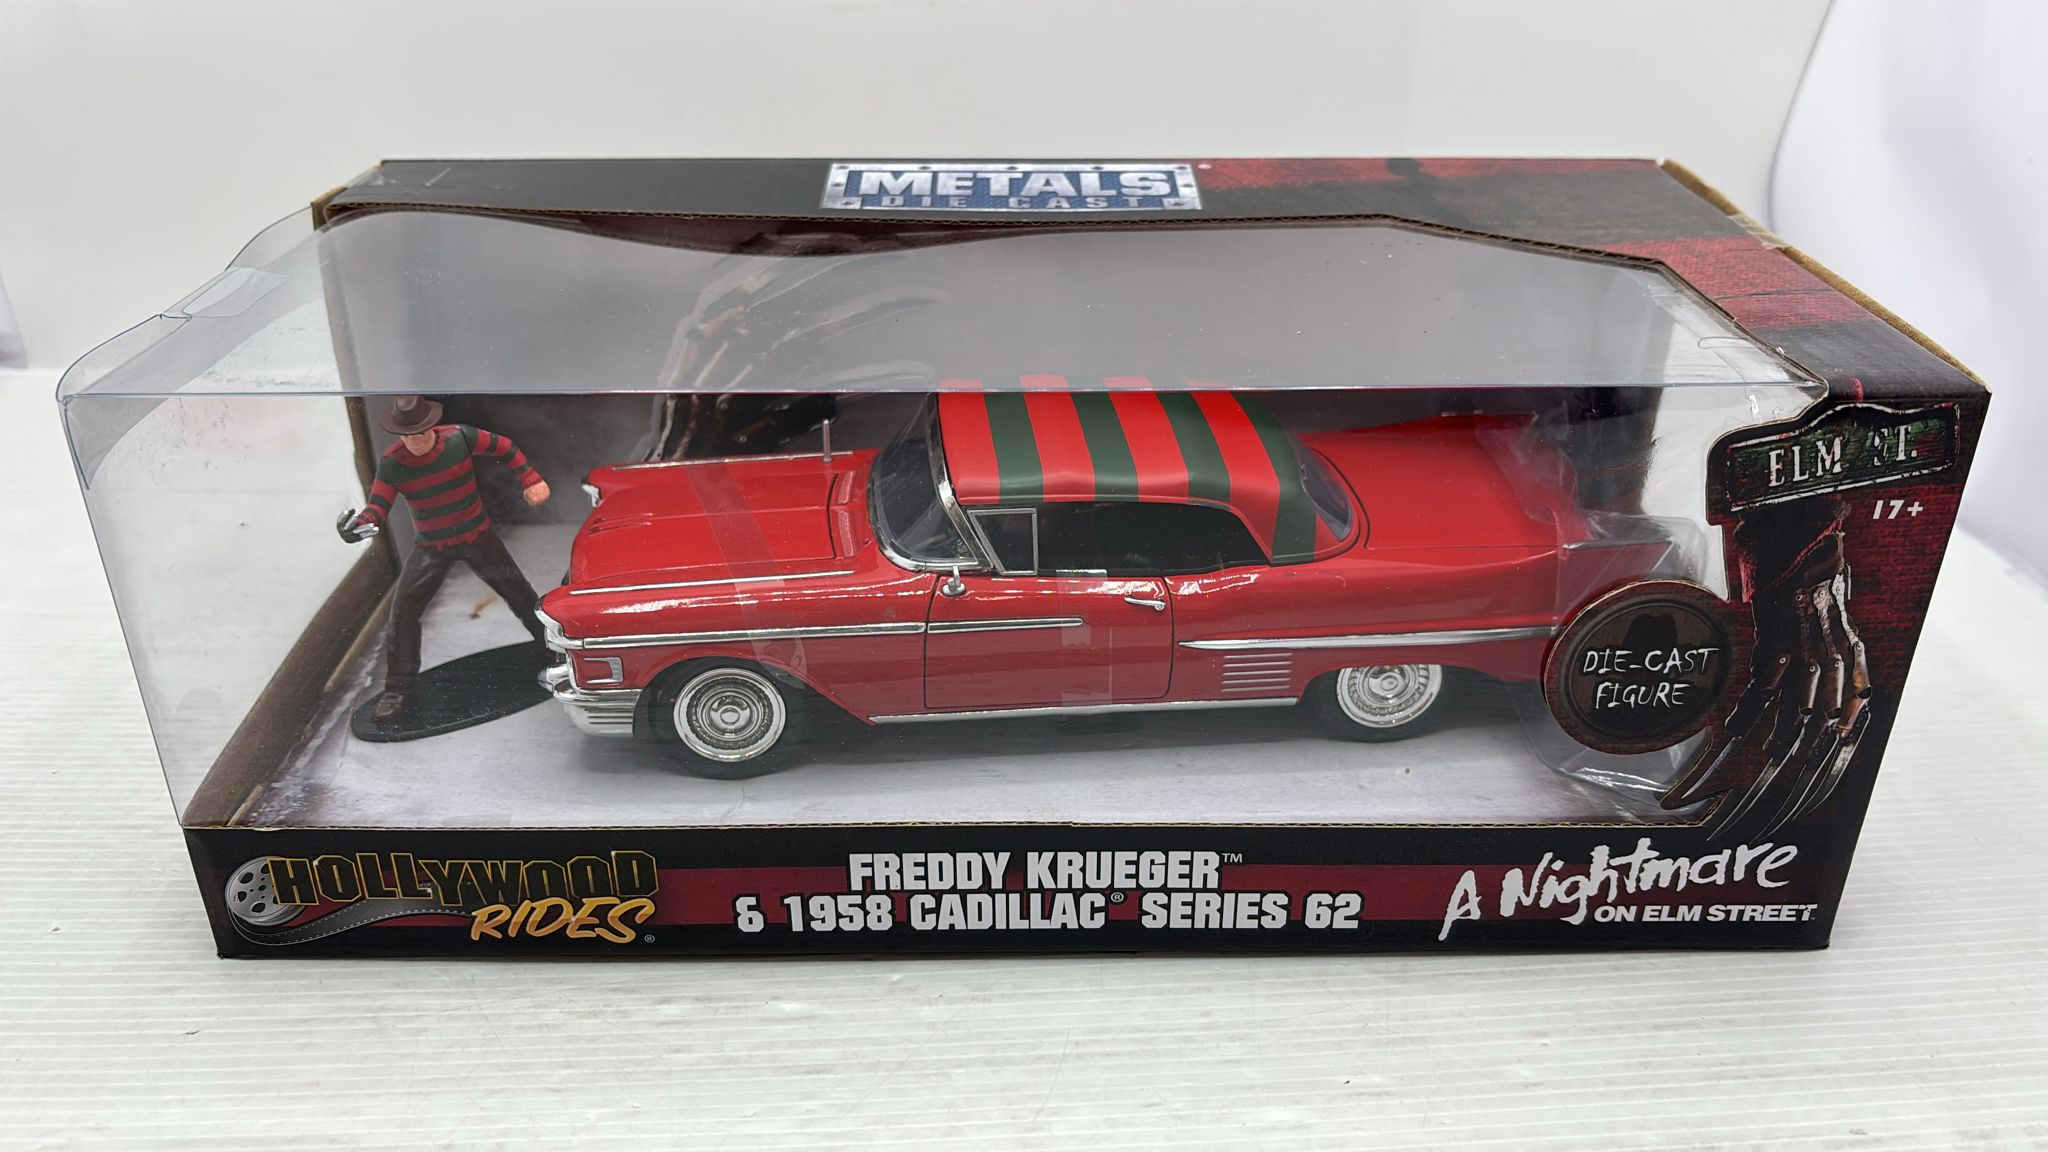 METALS®
DIE CAST
ELM ST.
17+
DIE-CAST
FIGURE
HOLLYWOOD
RIDES®
FREDDY KRUEGER™
& 1958 CADILLAC® SERIES 62
A Nightmare
ON ELM STREET